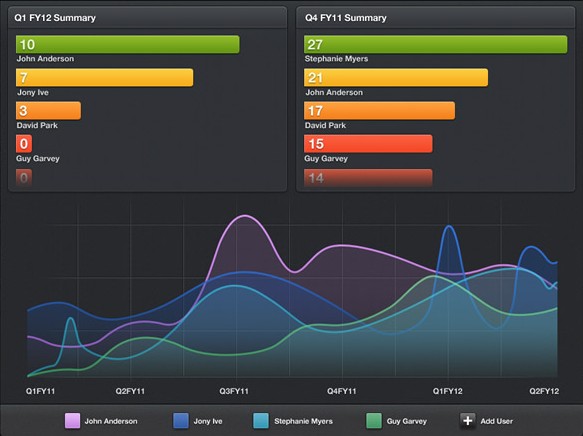 Q1 FY12 Summary
10
John Anderson
7
Jony Ive
3
David Park
0
Guy Garvey
0
Q4 FY11 Summary
27
Stephanie Myers
21
John Anderson
17
David Park
15
Guy Garvey
14
Q1FY11 Q2FY11 Q3FY11 Q4FY11 Q1FY12 Q2FY12
John Anderson Jony Ive Stephanie Myers Guy Garvey + Add User